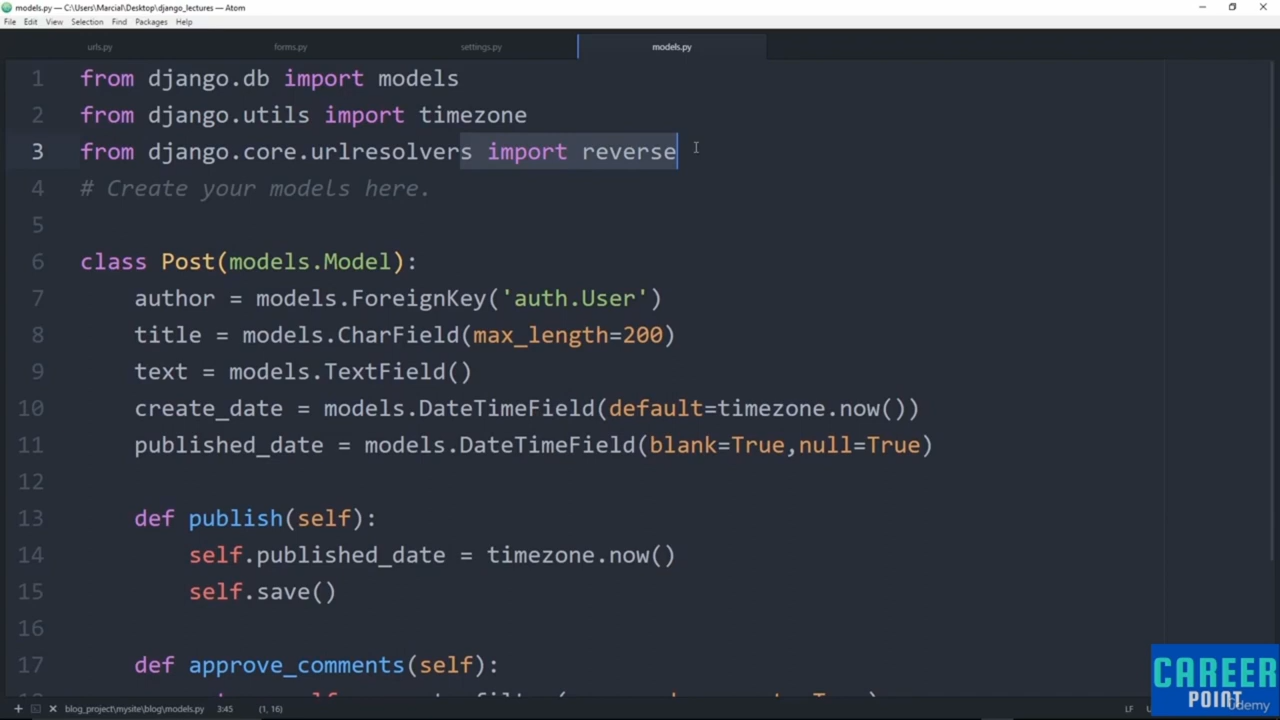 models.py — C:\Users\Marcial\Desktop\django_lectures — Atom
File Edit View Selection Find Packages Help
urls.py forms.py settings.py models.py
1 from django.db import models
2 from django.utils import timezone
3 from django.core.urlresolvers import reverse
4 # Create your models here.
5
6 class Post(models.Model):
7 author = models.ForeignKey('auth.User')
8 title = models.CharField(max_length=200)
9 text = models.TextField()
10 create_date = models.DateTimeField(default=timezone.now())
11 published_date = models.DateTimeField(blank=True,null=True)
12
13 def publish(self):
14 self.published_date = timezone.now()
15 self.save()
16
17 def approve_comments(self):
blog_project\mysite\blog\models.py 3:45 (1, 16) LF
CAREER
POINT
Udemy